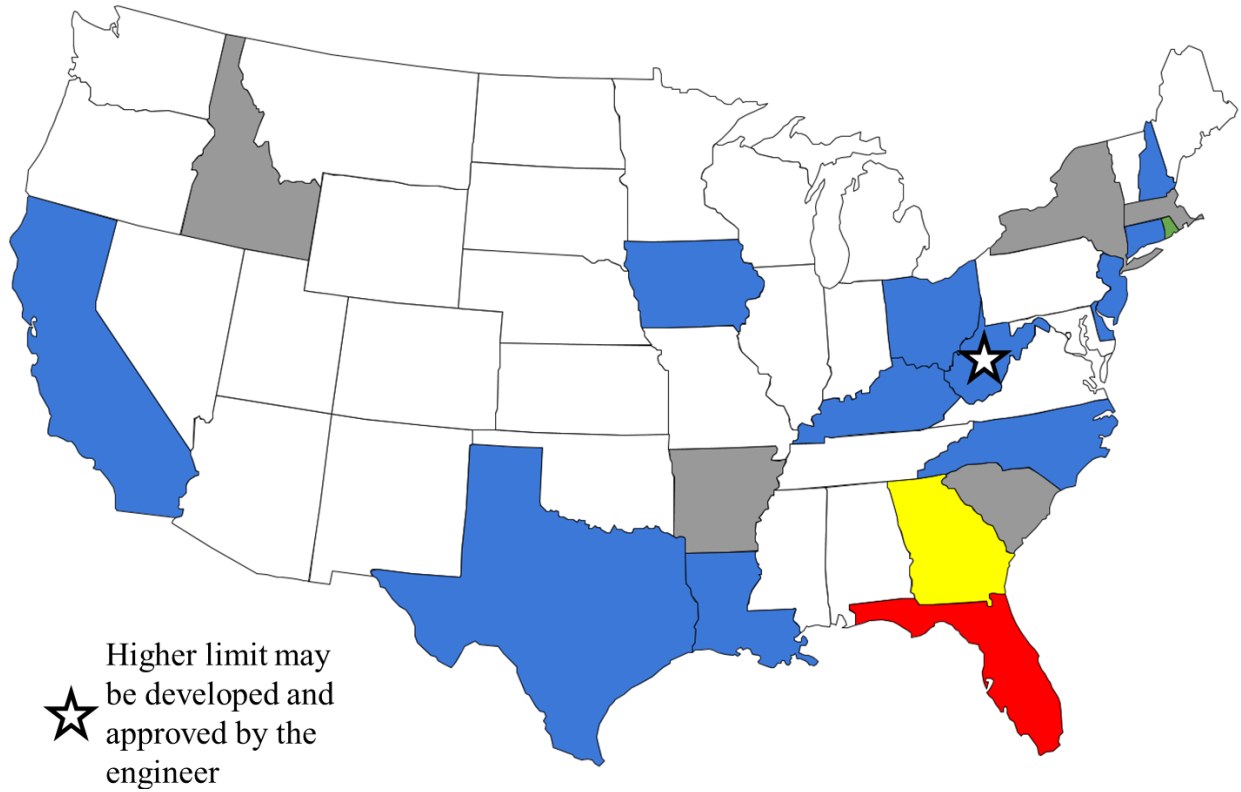 Higher limit may
be developed and
approved by the
engineer